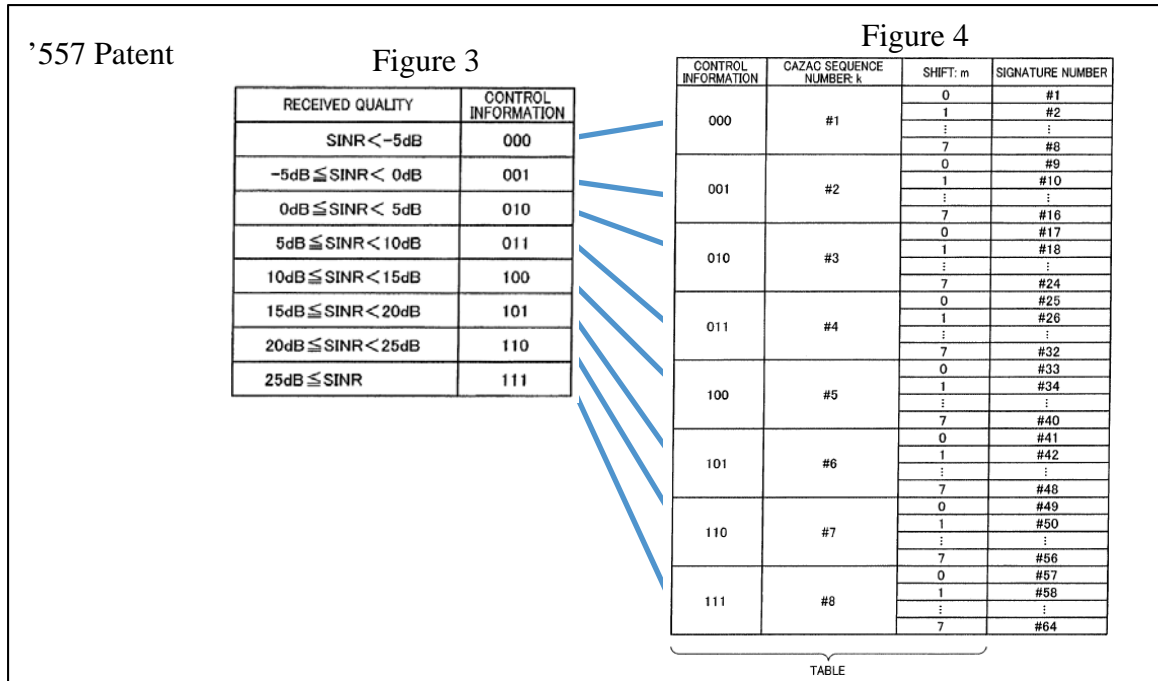 ’557 Patent
Figure 3
RECEIVED QUALITY CONTROL INFORMATION
SINR<-5dB 000
-5dB≦SINR< 0dB 001
0dB≦SINR< 5dB 010
5dB≦SINR<10dB 011
10dB≦SINR<15dB 100
15dB≦SINR<20dB 101
20dB≦SINR<25dB 110
25dB≦SINR 111
Figure 4
CONTROL INFORMATION CAZAC SEQUENCE NUMBER: k SHIFT: m SIGNATURE NUMBER
000 #1 0 #1
1 #2
⋮ ⋮
7 #8
001 #2 0 #9
1 #10
⋮ ⋮
7 #16
010 #3 0 #17
1 #18
⋮ ⋮
7 #24
011 #4 0 #25
1 #26
⋮ ⋮
7 #32
100 #5 0 #33
1 #34
⋮ ⋮
7 #40
101 #6 0 #41
1 #42
⋮ ⋮
7 #48
110 #7 0 #49
1 #50
⋮ ⋮
7 #56
111 #8 0 #57
1 #58
⋮ ⋮
7 #64
TABLE